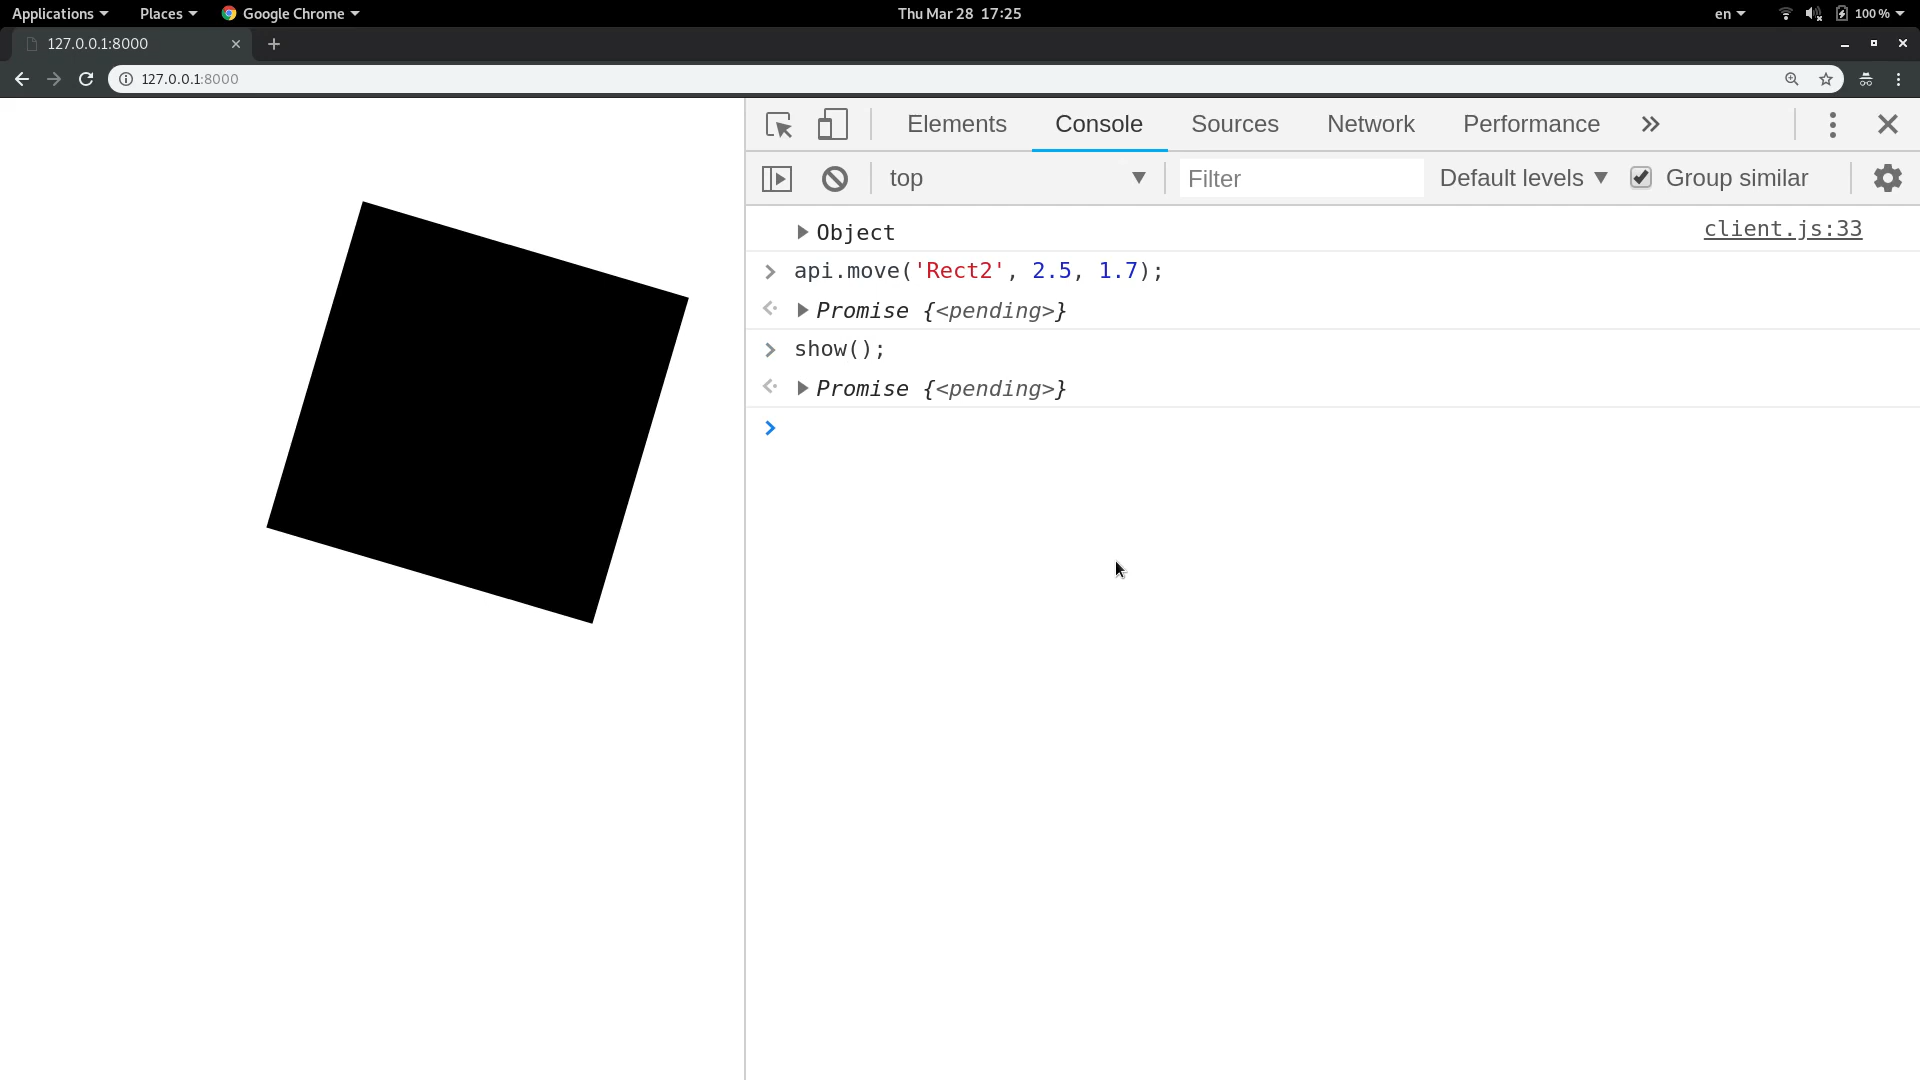 Applications Places Google Chrome Thu Mar 28 17:25 en 100 %
127.0.0.1:8000
127.0.0.1:8000
Elements Console Sources Network Performance
top Filter Default levels Group similar
Object client.js:33
api.move('Rect2', 2.5, 1.7);
Promise {<pending>}
show();
Promise {<pending>}